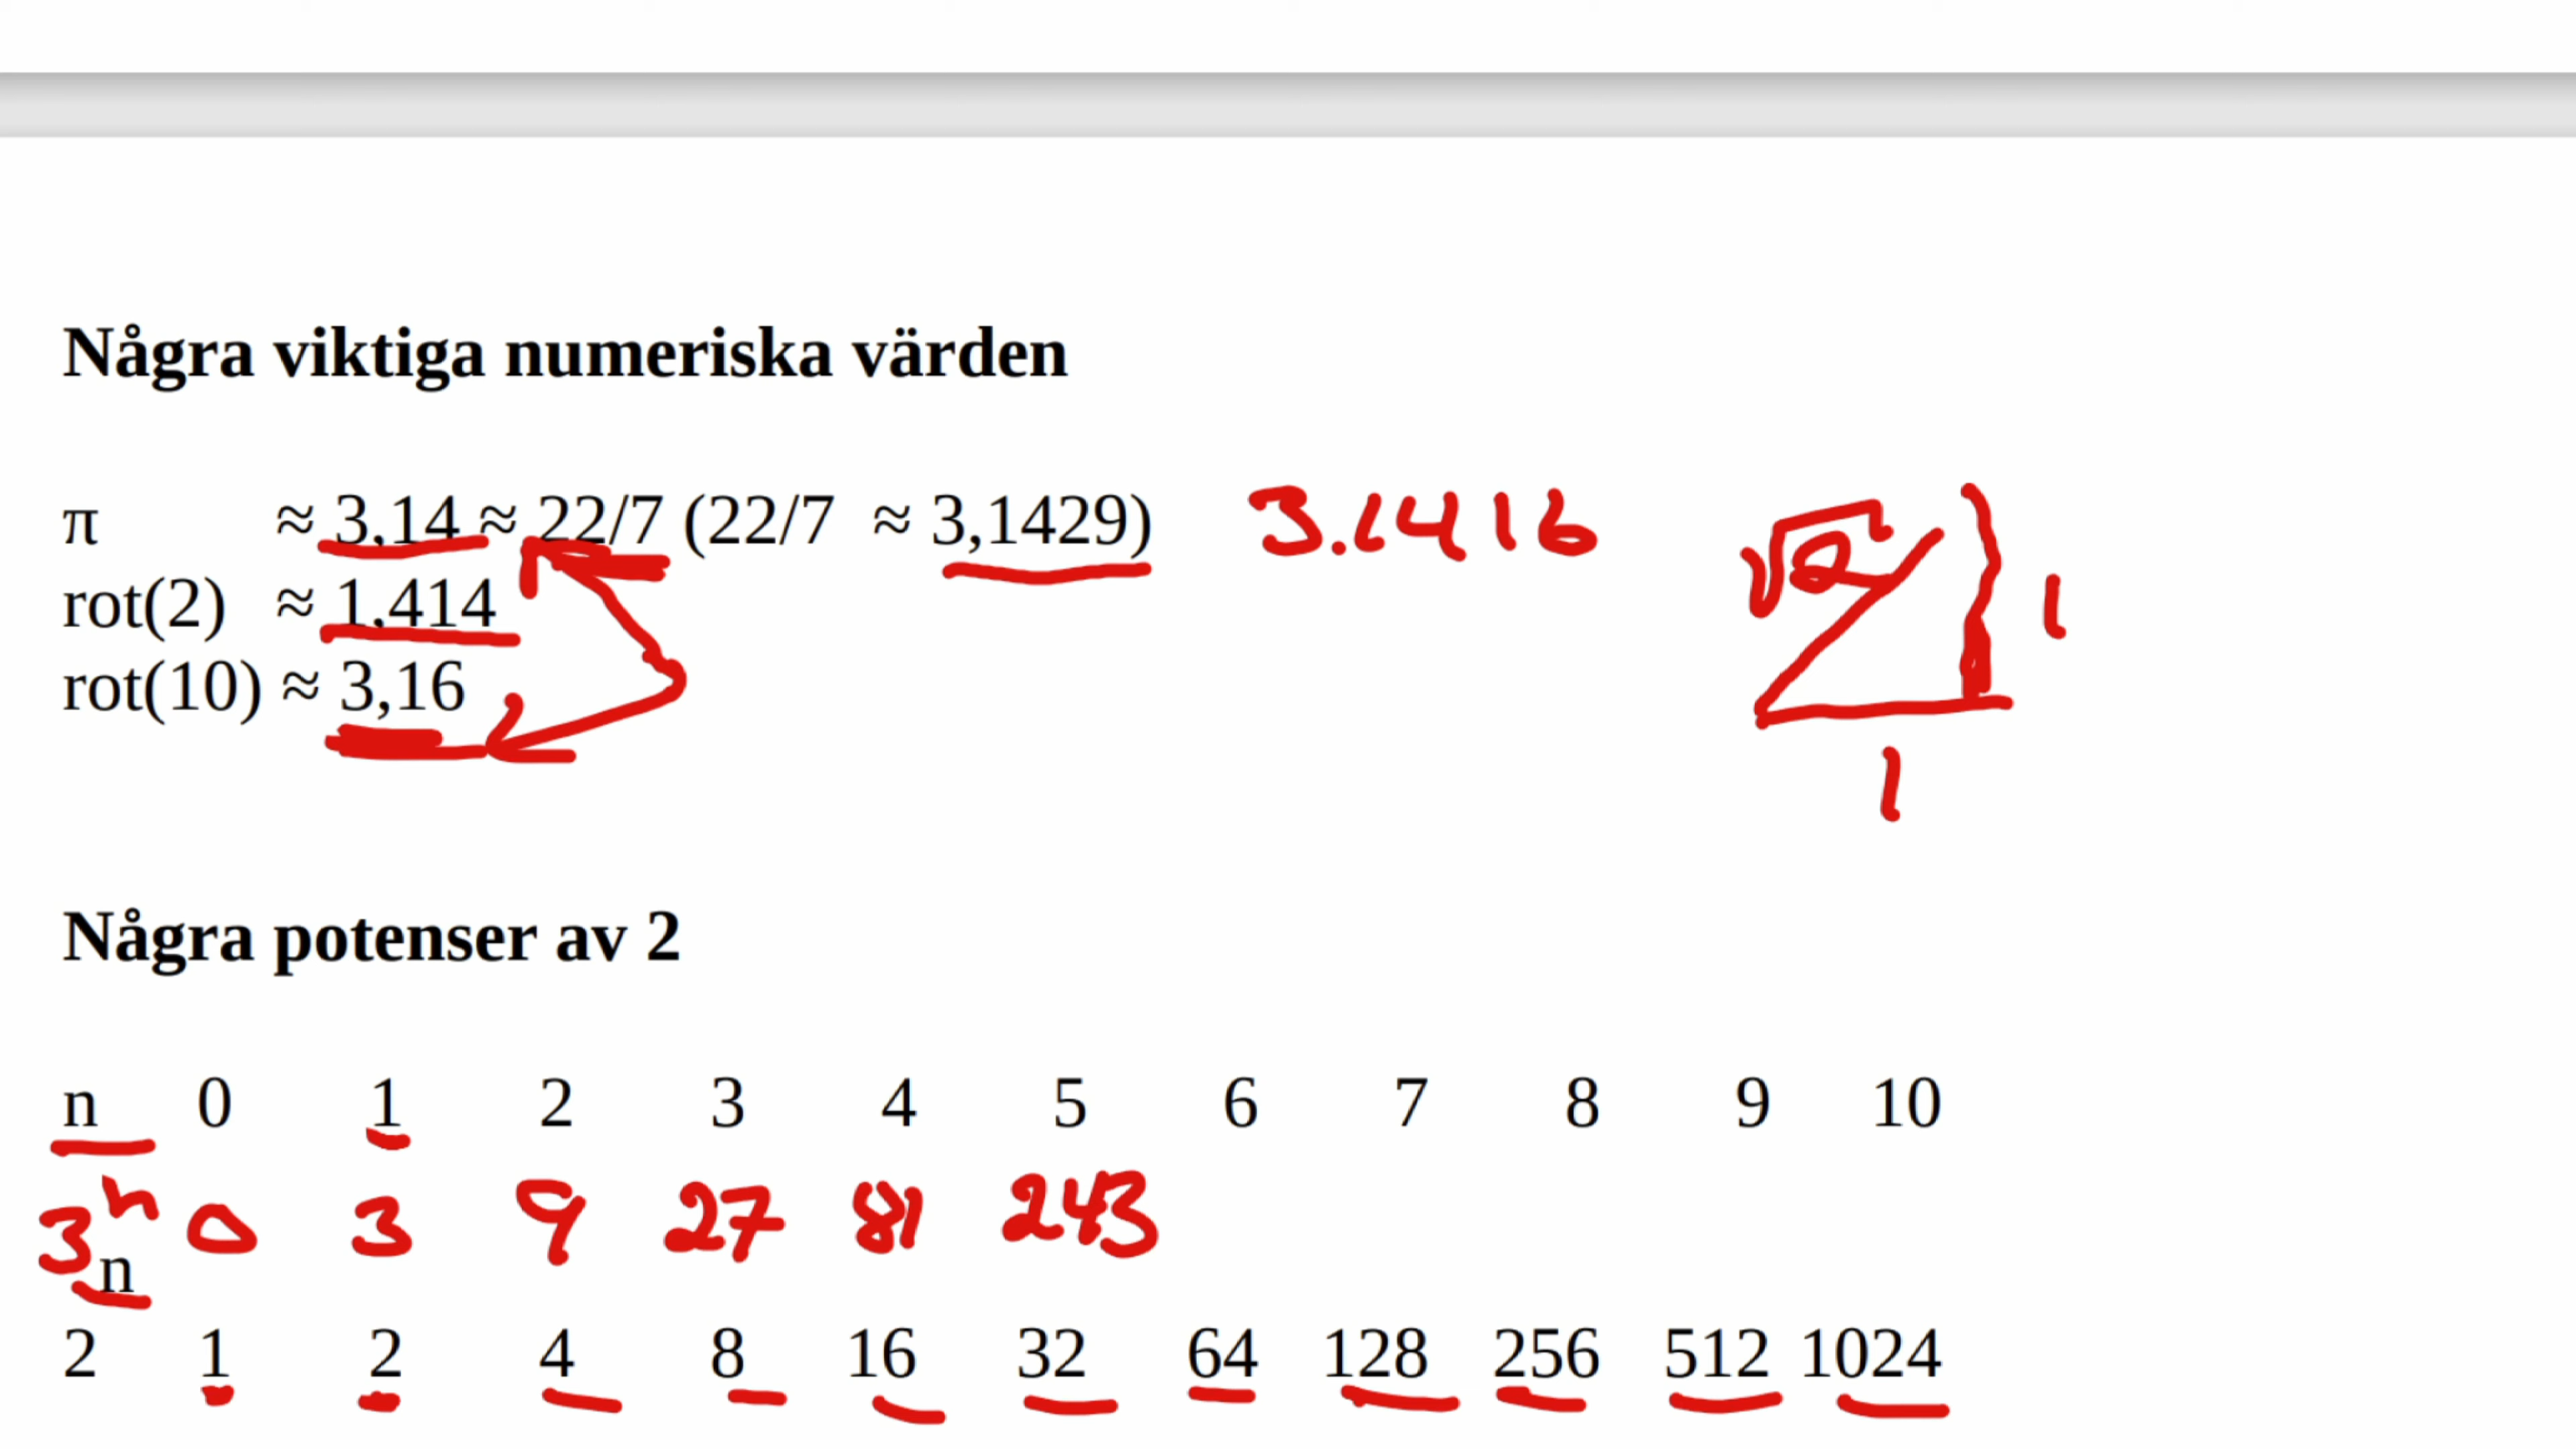 Några viktiga numeriska värden
π ≈ 3,14 ≈ 22/7 (22/7 ≈ 3,1429) 3.1416
rot(2) ≈ 1,414
rot(10) ≈ 3,16
√2 1
1
Några potenser av 2
n 0 1 2 3 4 5 6 7 8 9 10
3ⁿ 0 3 9 27 81 243
n
2 1 2 4 8 16 32 64 128 256 512 1024